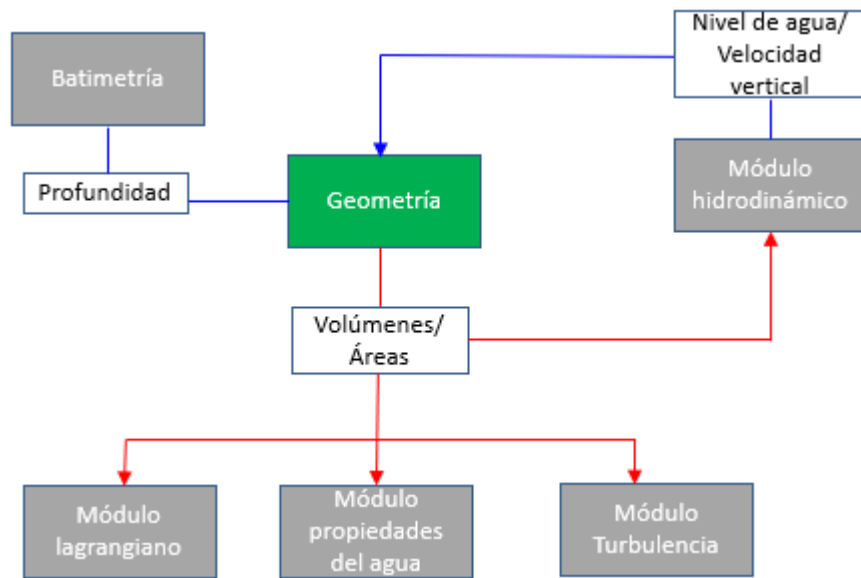 Nivel de agua/
Velocidad
vertical
Batimetría
Profundidad
Geometría
Módulo
hidrodinámico
Volúmenes/
Áreas
Módulo
lagrangiano
Módulo
propiedades
del agua
Módulo
Turbulencia